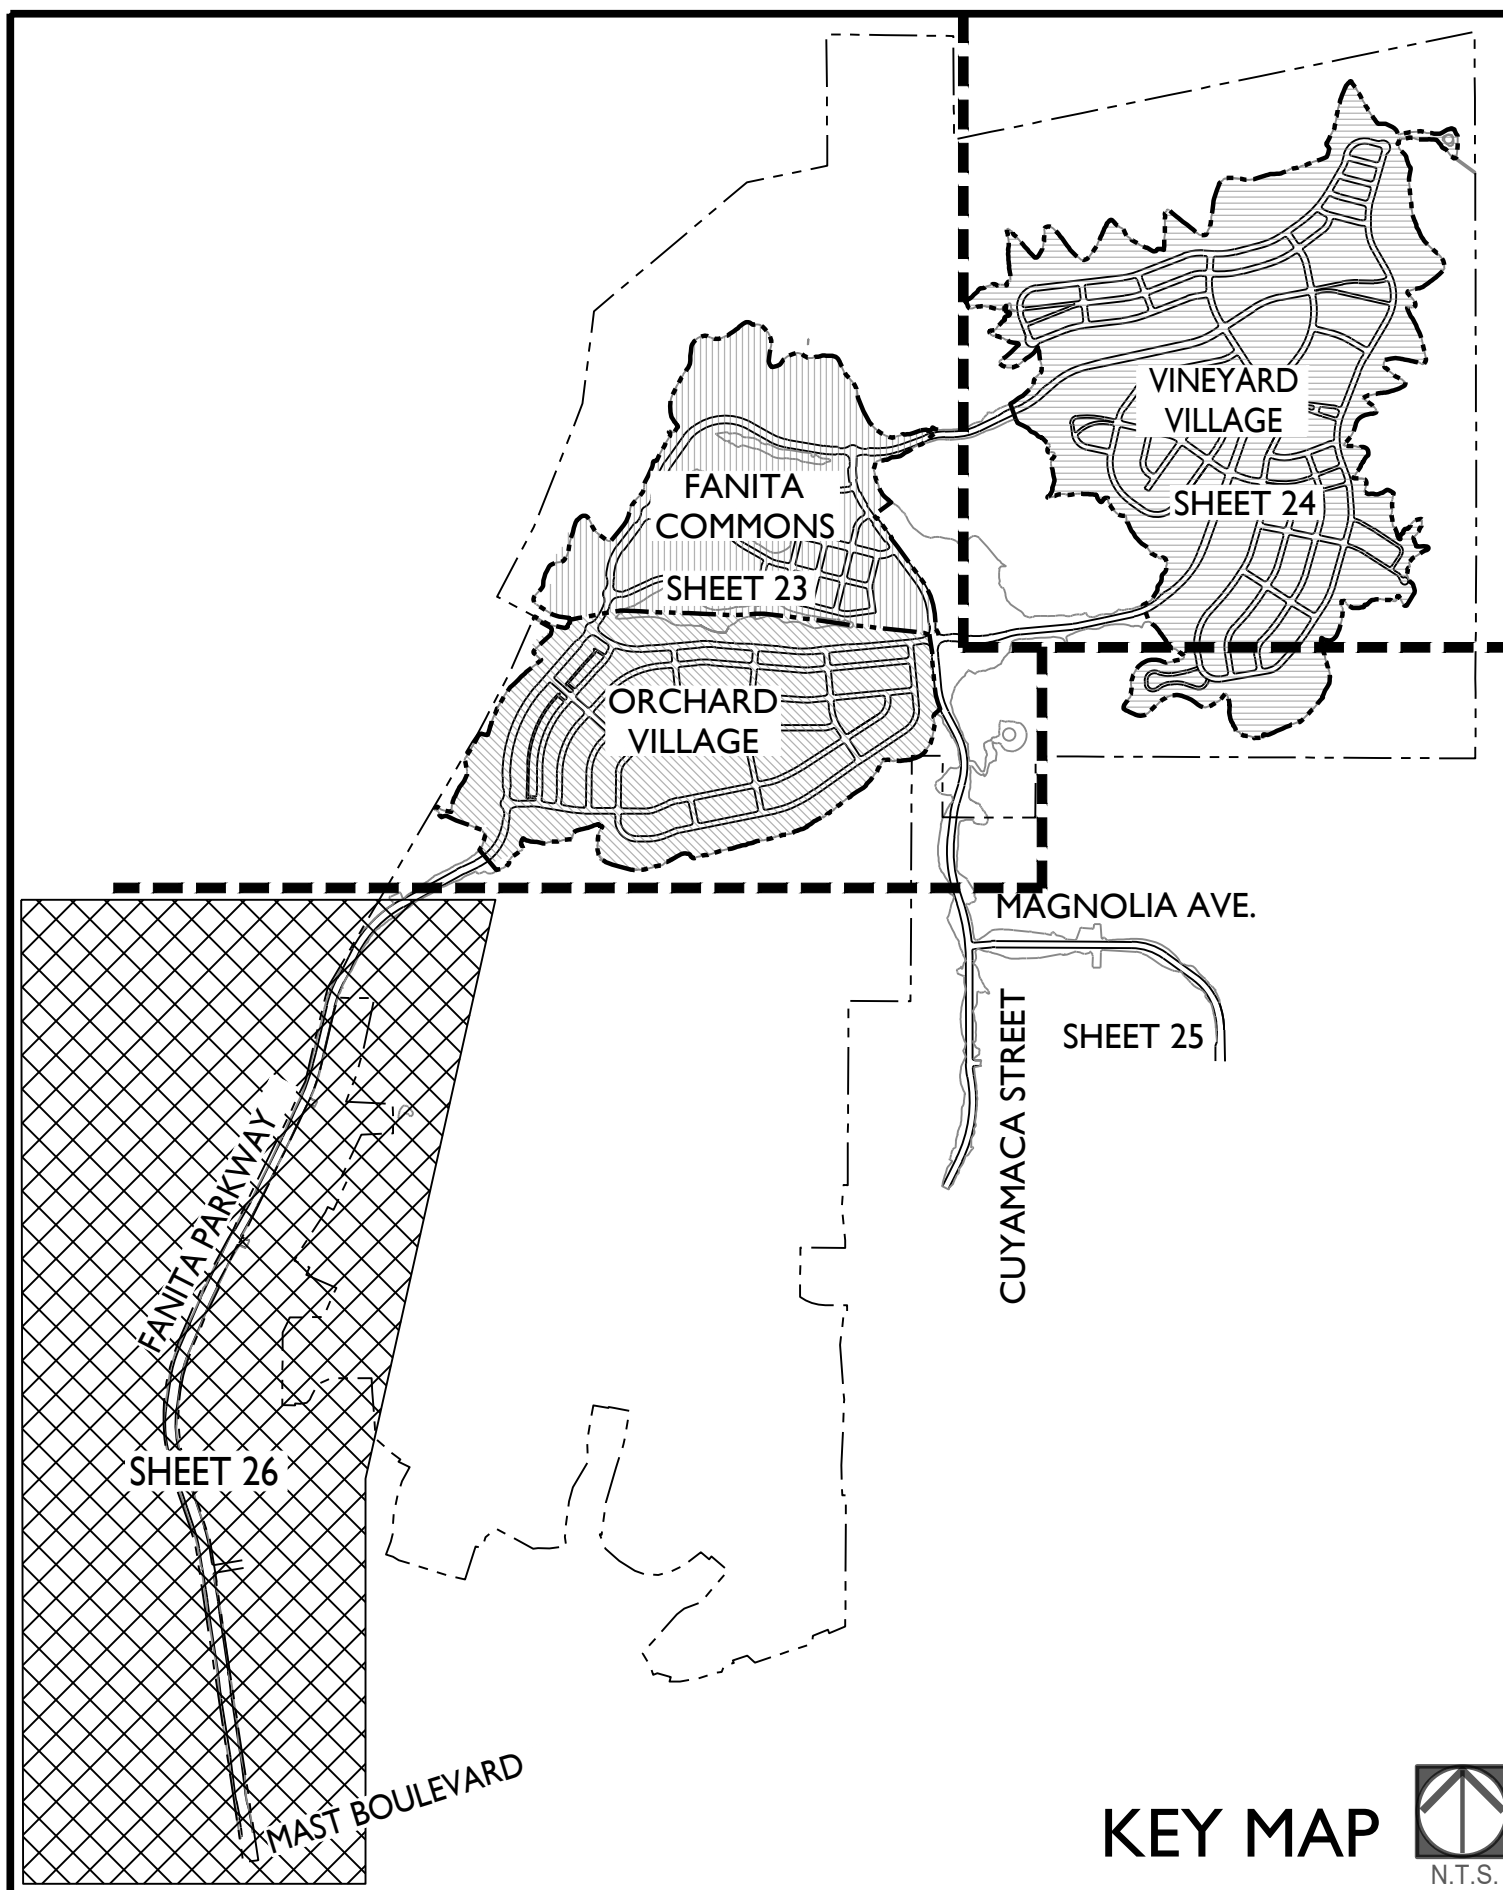 VINEYARD
VILLAGE
SHEET 24
FANITA
COMMONS
SHEET 23
ORCHARD
VILLAGE
MAGNOLIA AVE.
SHEET 25
CUYAMACA STREET
FANITA PARKWAY
SHEET 26
MAST BOULEVARD
KEY MAP
N.T.S.